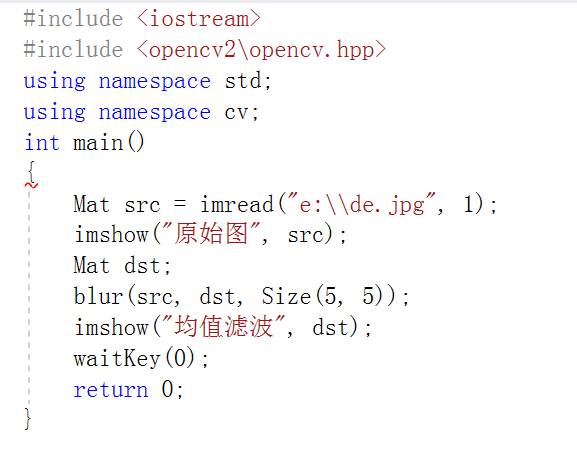 #include <iostream>
#include <opencv2\opencv.hpp>
using namespace std;
using namespace cv;
int main()
{
    Mat src = imread("e:\\de.jpg", 1);
    imshow("原始图", src);
    Mat dst;
    blur(src, dst, Size(5, 5));
    imshow("均值滤波", dst);
    waitKey(0);
    return 0;
}